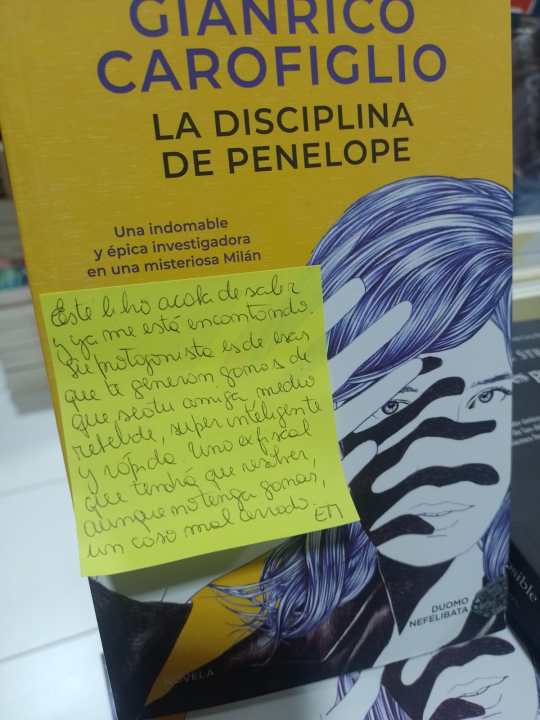 GIANRICO
CAROFIGLIO
LA DISCIPLINA
DE PENELOPE
Una indomable
y épica investigadora
en una misteriosa Milán
Este libro acaba de salir
y ya me está encantando.
Su protagonista es de esas
que te generan ganas de
que sea tu amiga, medio
rebelde, super inteligente
y rápida. Una ex fiscal
que tendrá que resolver
aunque no tenga ganas,
un caso mal cerrado.
DUOMO
NEFELIBATA
NOVELA